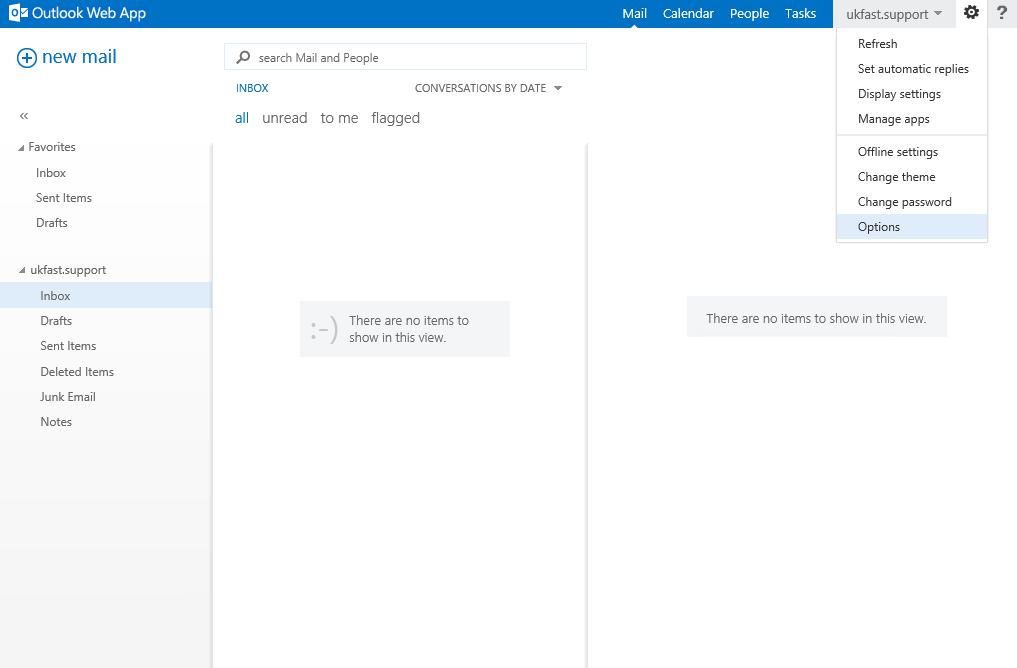 Outlook Web App
Mail Calendar People Tasks ukfast.support ?
new mail
search Mail and People
INBOX CONVERSATIONS BY DATE
all unread to me flagged
«
Favorites
Inbox
Sent Items
Drafts
ukfast.support
Inbox
Drafts
Sent Items
Deleted Items
Junk Email
Notes
:-)
There are no items to
show in this view.
There are no items to show in this view.
Refresh
Set automatic replies
Display settings
Manage apps
Offline settings
Change theme
Change password
Options